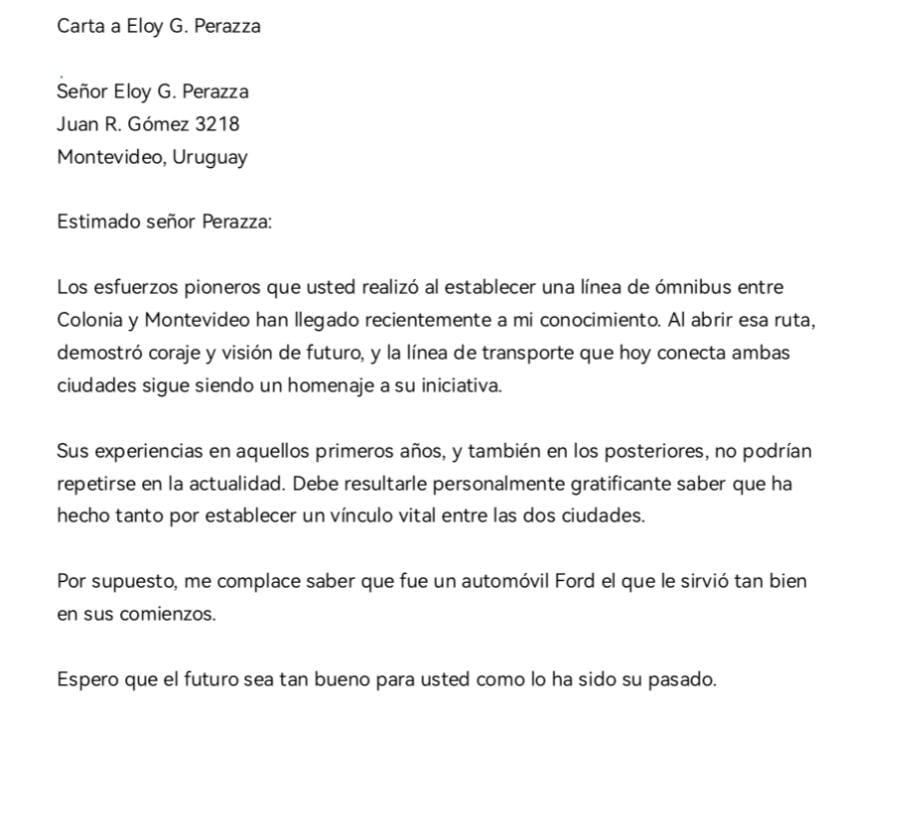 Carta a Eloy G. Perazza
Señor Eloy G. Perazza
Juan R. Gómez 3218
Montevideo, Uruguay
Estimado señor Perazza:
Los esfuerzos pioneros que usted realizó al establecer una línea de ómnibus entre
Colonia y Montevideo han llegado recientemente a mi conocimiento. Al abrir esa ruta,
demostró coraje y visión de futuro, y la línea de transporte que hoy conecta ambas
ciudades sigue siendo un homenaje a su iniciativa.
Sus experiencias en aquellos primeros años, y también en los posteriores, no podrían
repetirse en la actualidad. Debe resultarle personalmente gratificante saber que ha
hecho tanto por establecer un vínculo vital entre las dos ciudades.
Por supuesto, me complace saber que fue un automóvil Ford el que le sirvió tan bien
en sus comienzos.
Espero que el futuro sea tan bueno para usted como lo ha sido su pasado.